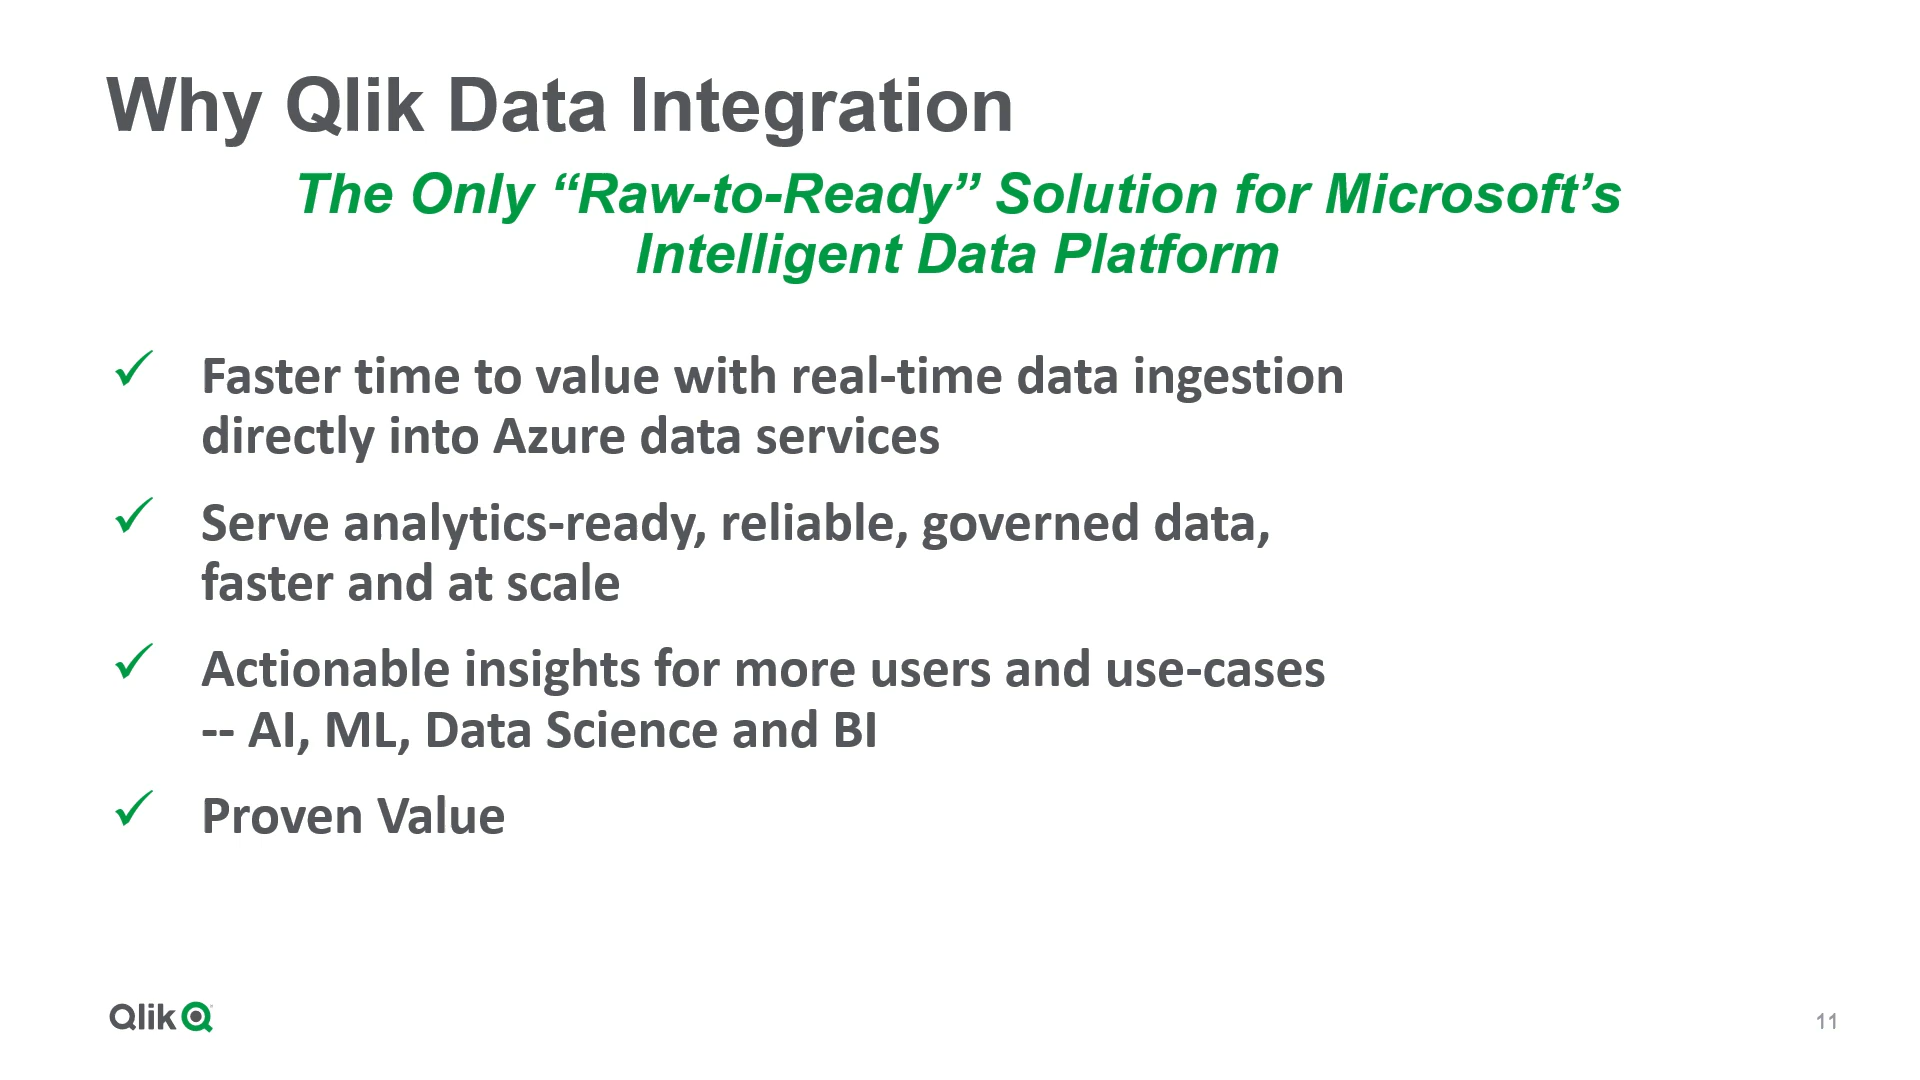 Why Qlik Data Integration
The Only “Raw-to-Ready” Solution for Microsoft’s
Intelligent Data Platform
Faster time to value with real-time data ingestion
directly into Azure data services
Serve analytics-ready, reliable, governed data,
faster and at scale
Actionable insights for more users and use-cases
-- AI, ML, Data Science and BI
Proven Value
Qlik
11